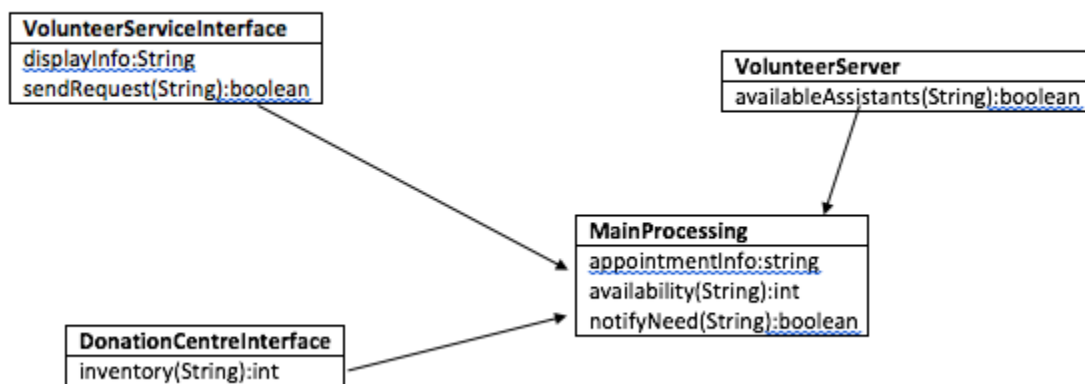 VolunteerServiceInterface
displayInfo:String
sendRequest(String):boolean
VolunteerServer
availableAssistants(String):boolean
MainProcessing
appointmentInfo:string
availability(String):int
notifyNeed(String):boolean
DonationCentreInterface
inventory(String):int